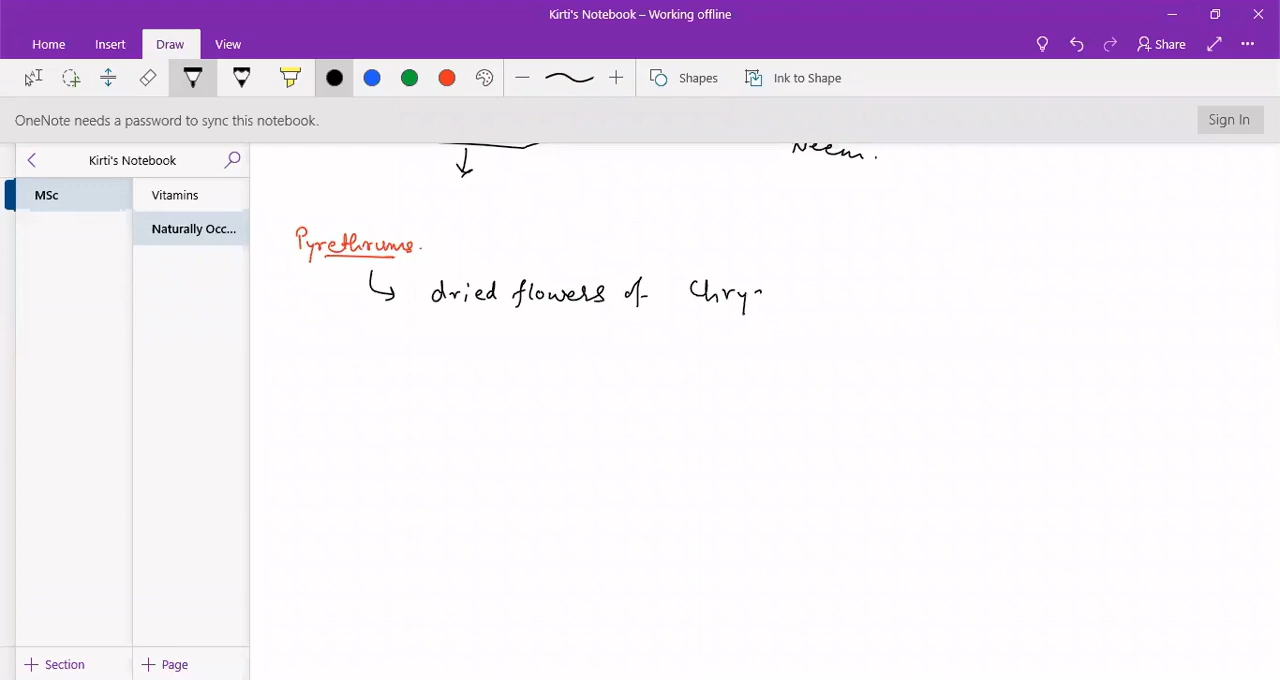 Kirti's Notebook – Working offline
Home Insert Draw View Share
Shapes Ink to Shape
OneNote needs a password to sync this notebook. Sign In
Kirti's Notebook
MSc
Vitamins
Naturally Occ...
Neem.
Pyrethrums.
dried flowers of Chry
Section
Page